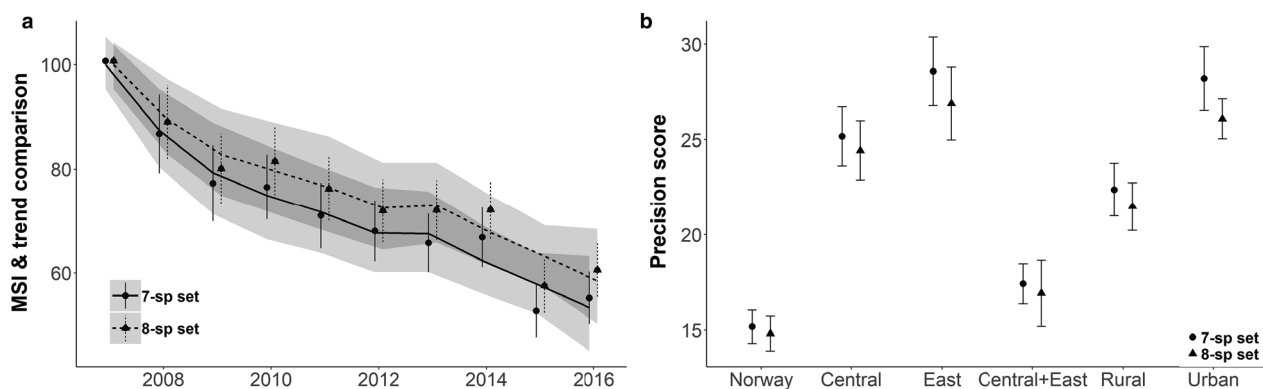 a
MSI & trend comparison
100
80
60
7-sp set
8-sp set
2008 2010 2012 2014 2016
b
Precision score
30
25
20
15
7-sp set
8-sp set
Norway Central East Central+East Rural Urban